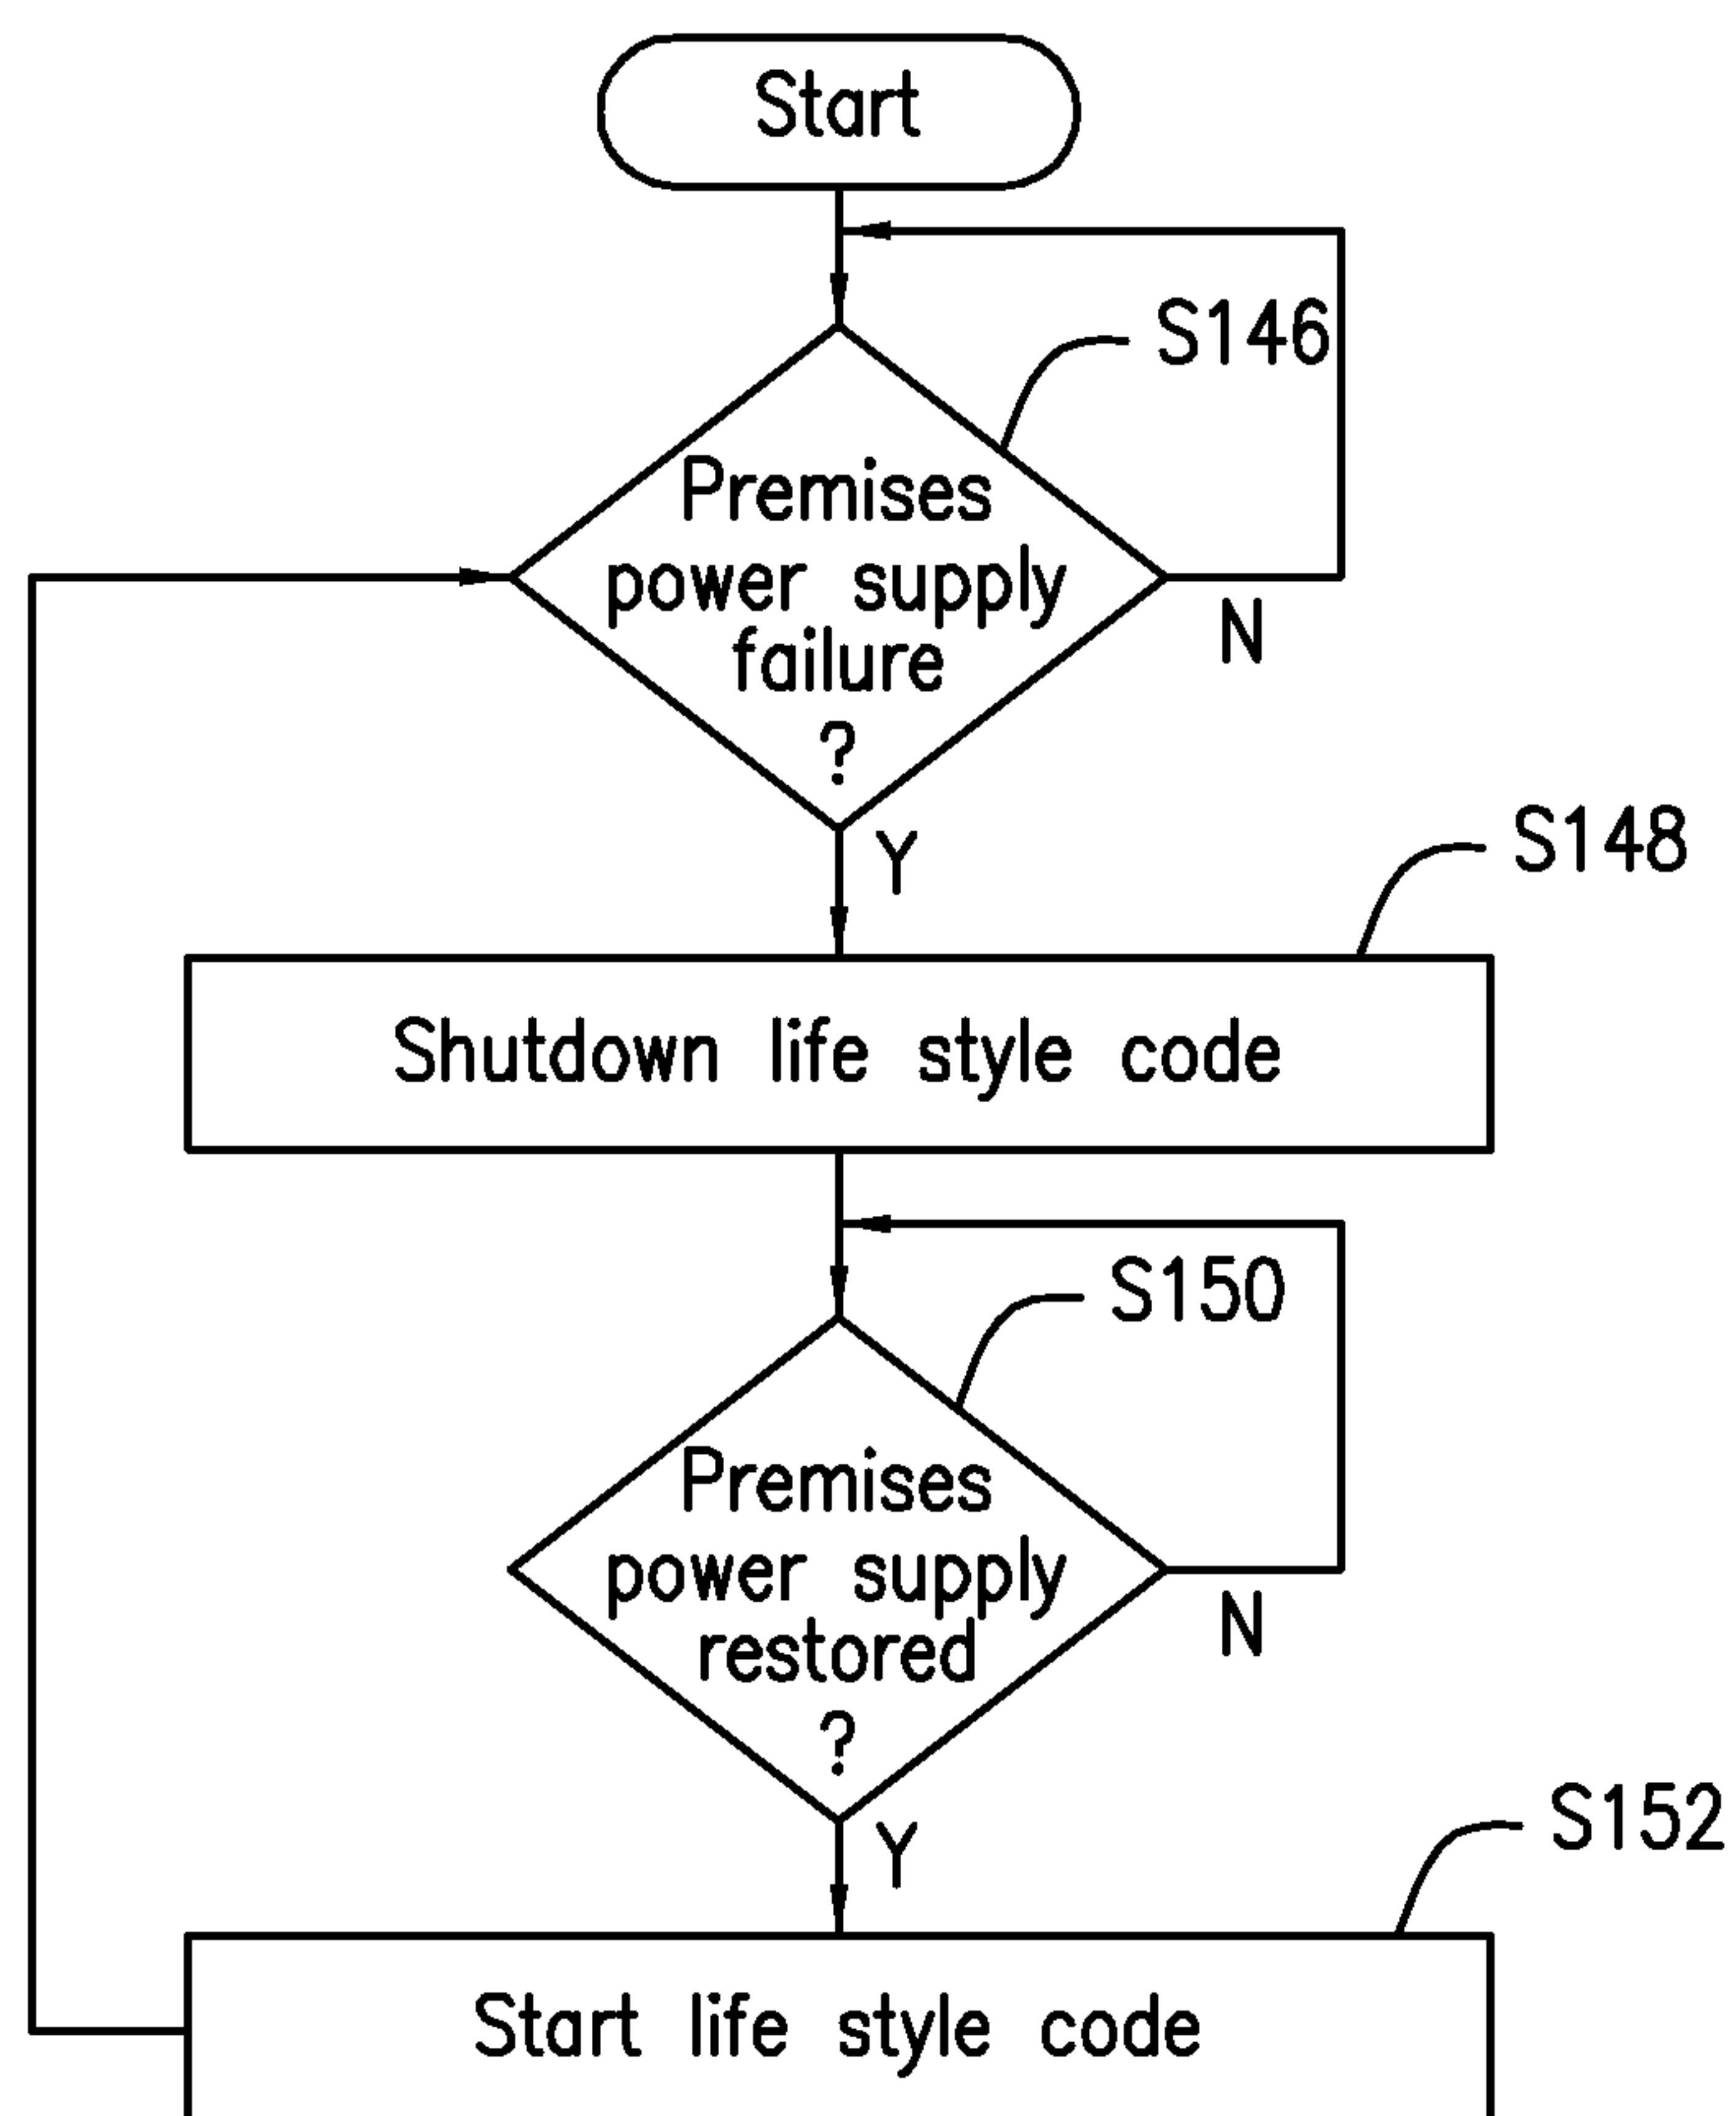 Start
S146
Premises
power supply
failure
?
N
Y
S148
Shutdown life style code
S150
Premises
power supply
restored
?
N
Y
S152
Start life style code